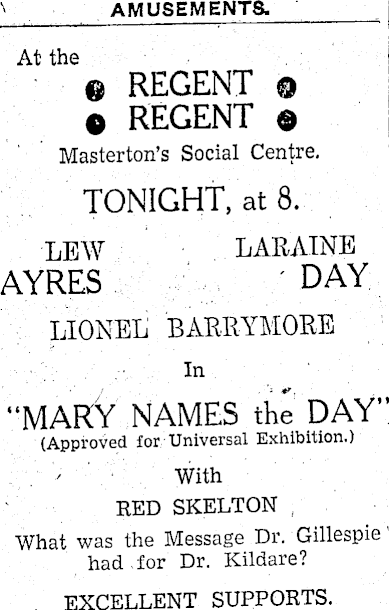 AMUSEMENTS.
At the
REGENT
REGENT
Masterton's Social Centre.
TONIGHT, at 8.
LEW LARAINE
AYRES DAY
LIONEL BARRYMORE
In
"MARY NAMES the DAY"
(Approved for Universal Exhibition.)
With
RED SKELTON
What was the Message Dr. Gillespie
had for Dr. Kildare?
EXCELLENT SUPPORTS.